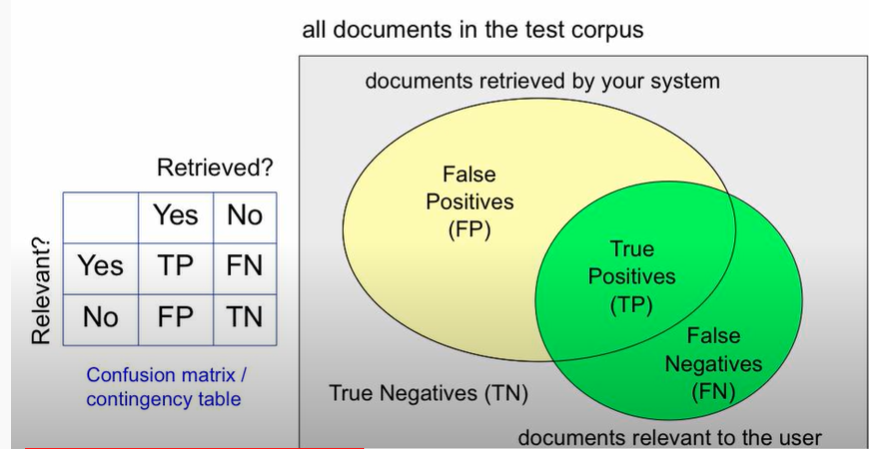 all documents in the test corpus
documents retrieved by your system
Retrieved?
Yes No
Relevant?
Yes TP FN
No FP TN
Confusion matrix /
contingency table
False
Positives
(FP)
True
Positives
(TP)
False
Negatives
(FN)
True Negatives (TN)
documents relevant to the user